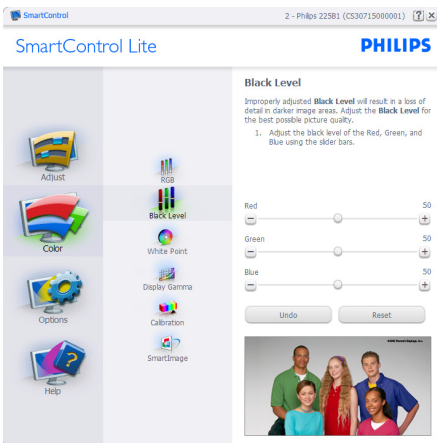 SmartControl
2 - Philips 225B1 (CS30715000001)
SmartControl Lite
PHILIPS
Adjust
Color
Options
Help
RGB
Black Level
White Point
Display Gamma
Calibration
SmartImage
Black Level
Improperly adjusted Black Level will result in a loss of
detail in darker image areas. Adjust the Black Level for
the best possible picture quality.
1. Adjust the black level of the Red, Green, and
Blue using the slider bars.
Red 50
Green 50
Blue 50
Undo
Reset